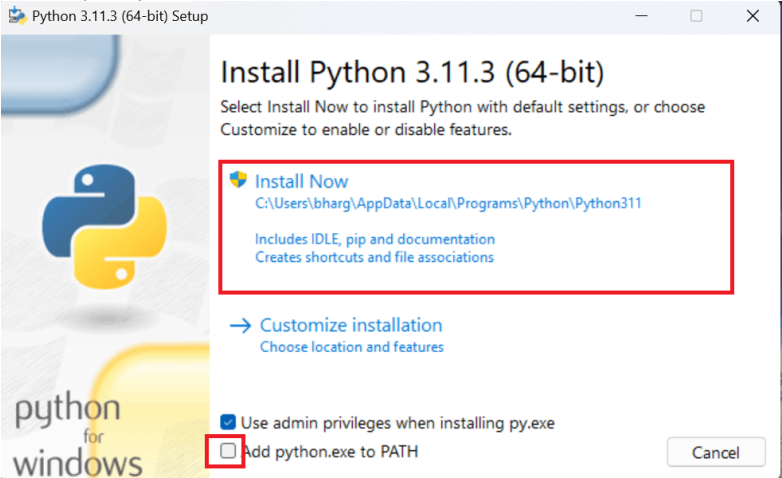 Python 3.11.3 (64-bit) Setup
Install Python 3.11.3 (64-bit)
Select Install Now to install Python with default settings, or choose
Customize to enable or disable features.
Install Now
C:\Users\bharg\AppData\Local\Programs\Python\Python311
Includes IDLE, pip and documentation
Creates shortcuts and file associations
Customize installation
Choose location and features
python
for
windows
Use admin privileges when installing py.exe
Add python.exe to PATH
Cancel